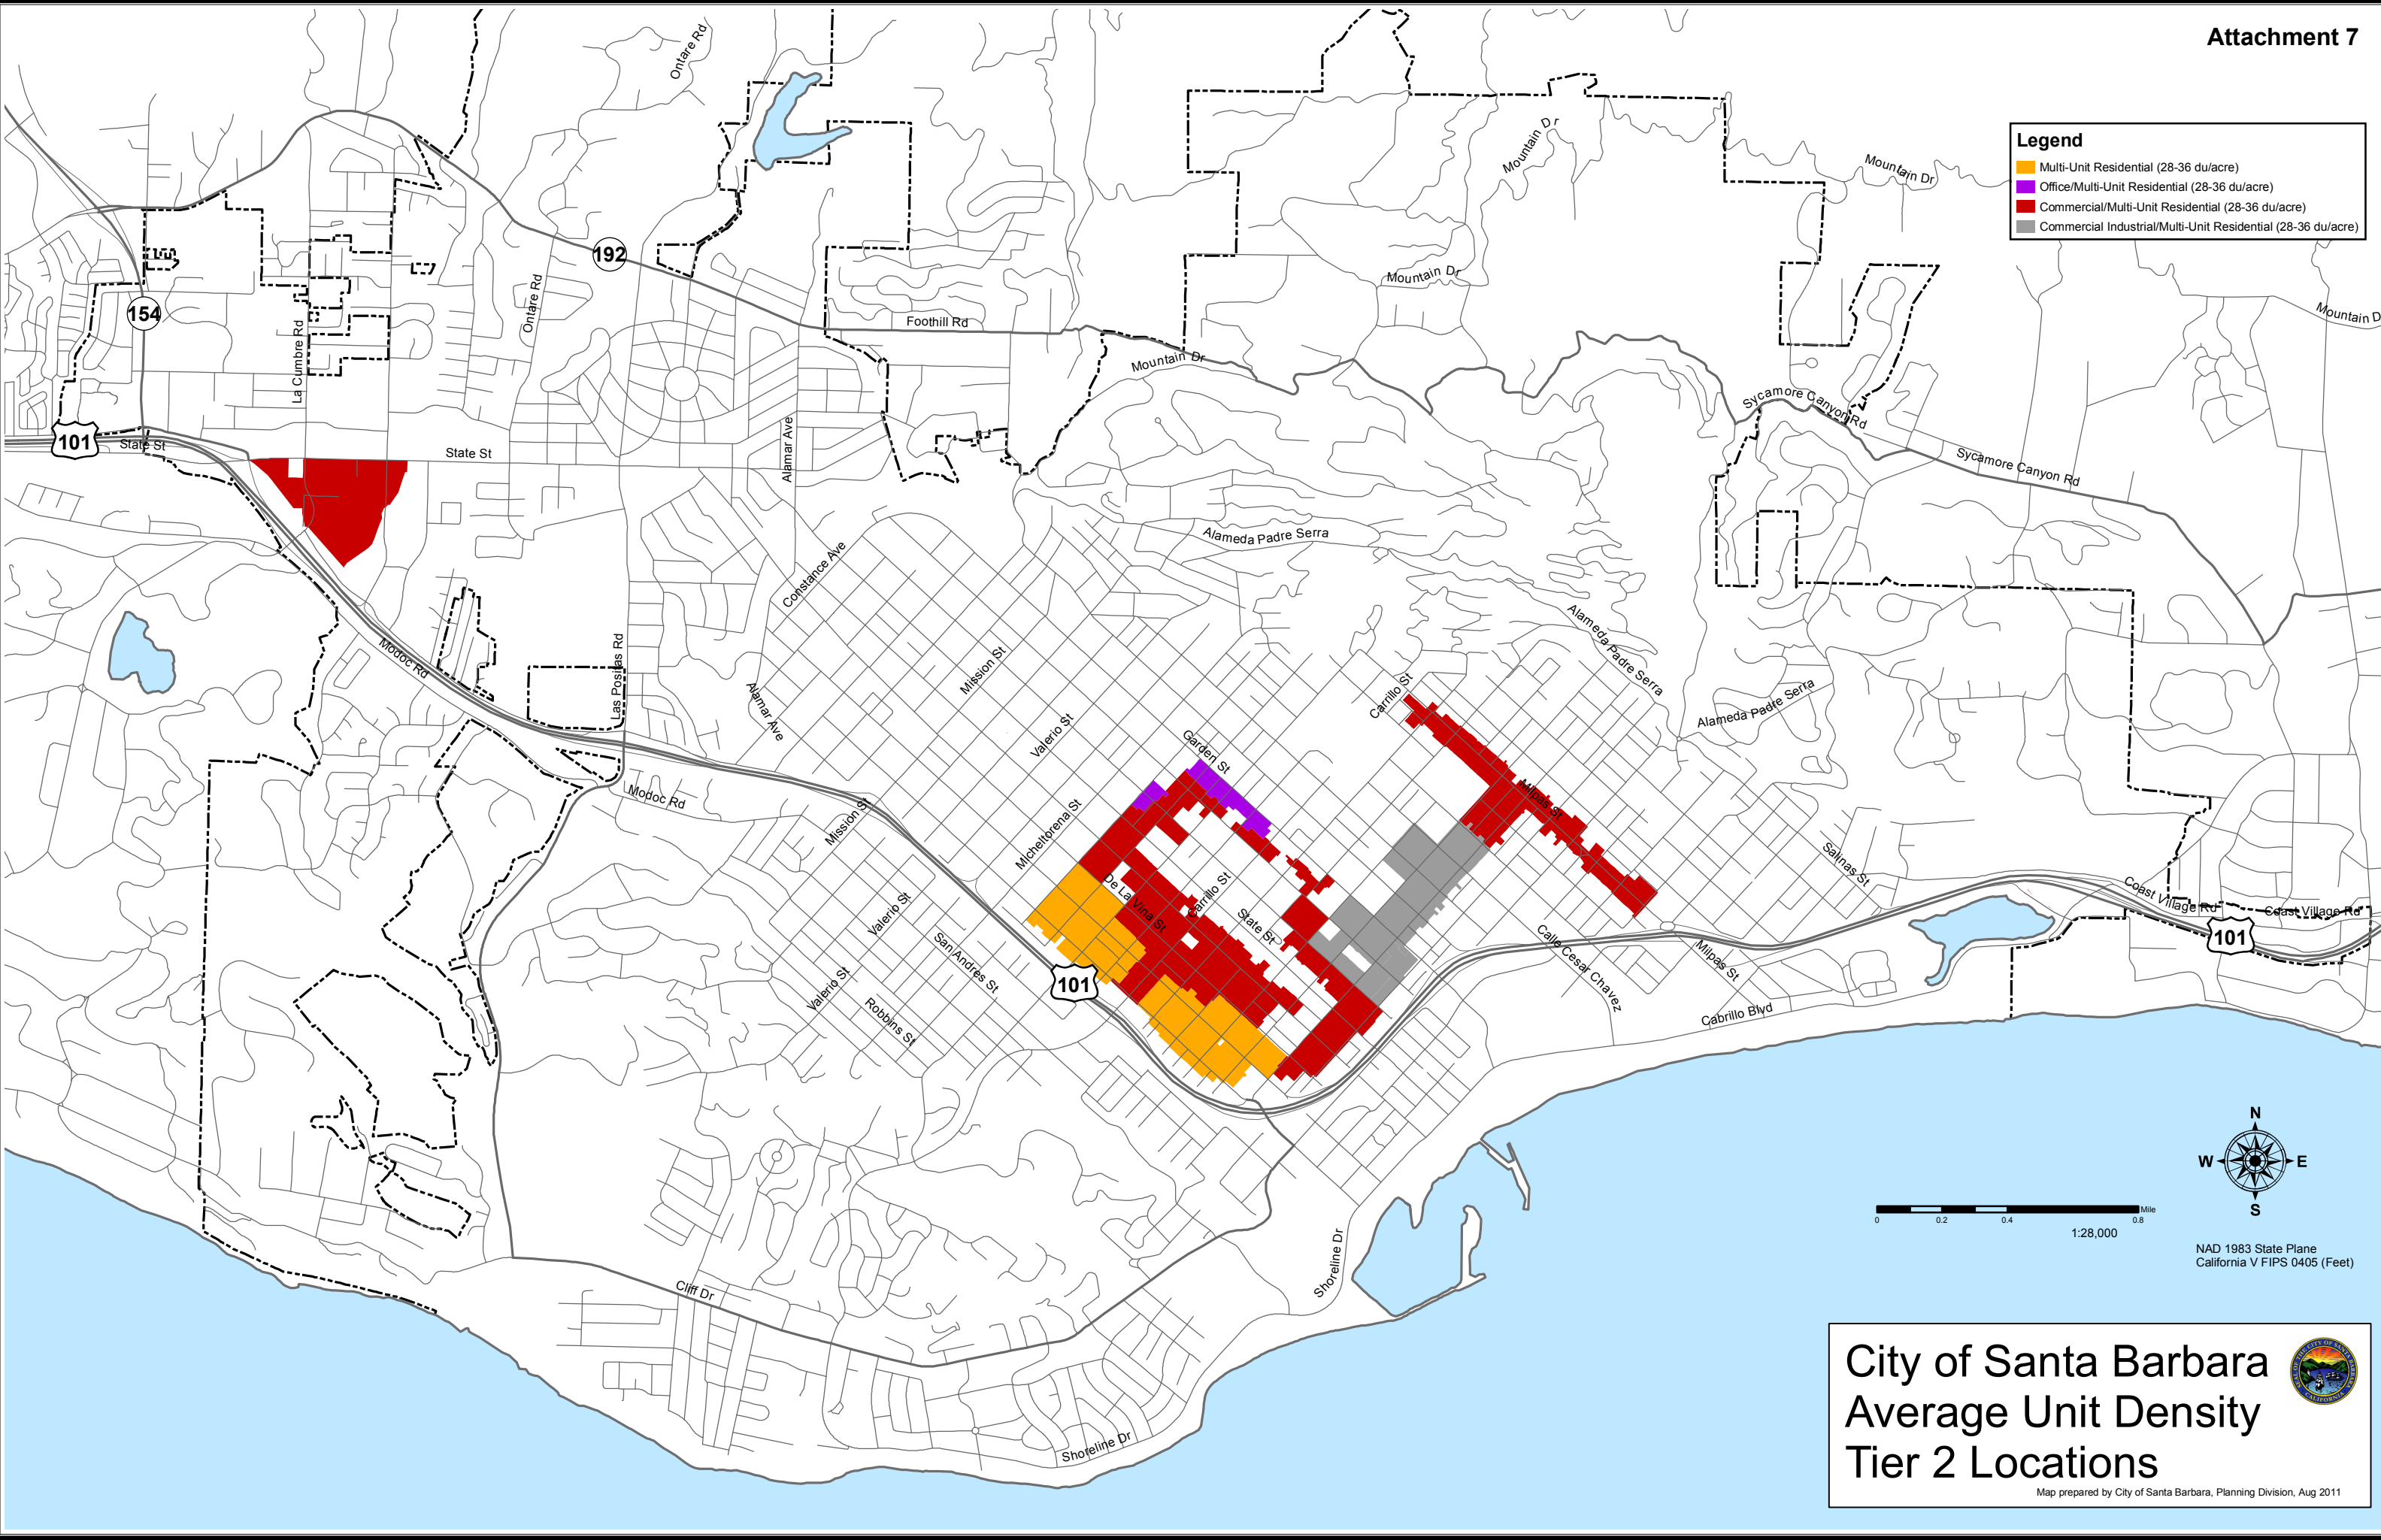 Attachment 7
Legend
Multi-Unit Residential (28-36 du/acre)
Office/Multi-Unit Residential (28-36 du/acre)
Commercial/Multi-Unit Residential (28-36 du/acre)
Commercial Industrial/Multi-Unit Residential (28-36 du/acre)
Ontare Rd
Mountain Dr
Mountain Dr
192
154
Ontare Rd
La Cumbre Rd
Foothill Rd
Mountain Dr
Mountain D
Mountain Dr
Sycamore Canyon Rd
101
State St
State St
Alamar Ave
Sycamore Canyon Rd
Alameda Padre Serra
Constance Ave
Modoc Rd
Las Positas Rd
Mission St
Alamar Ave
Alameda Padre Serra
Carrillo St
Alameda Padre Serra
Valerio St
Garden St
Modoc Rd
Mission St
Micheltorena St
Milpas St
Salinas St
De La Vina St
Carrillo St
State St
Valerio St
San Andres St
Valerio St
Robbins St
101
Calle Cesar Chavez
Milpas St
Cabrillo Blvd
Coast Village Rd
Coast Village Rd
101
Shoreline Dr
Cliff Dr
Shoreline Dr
N
W
E
S
Mile
0
0.2
0.4
0.8
1:28,000
NAD 1983 State Plane
California V FIPS 0405 (Feet)
City of Santa Barbara
Average Unit Density
Tier 2 Locations
Map prepared by City of Santa Barbara, Planning Division, Aug 2011